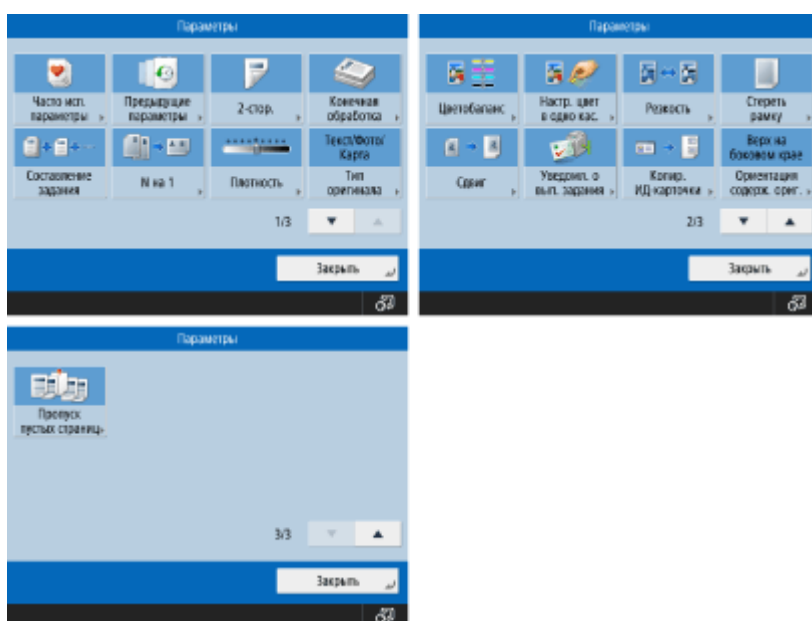 Параметры
Часто исп.
параметры
Предыдущие
параметры
2-стор.
Конечная
обработка
Составление
задания
N на 1
Плотность
Текст/Фото/
Карта
Тип
оригинала
1/3
Закрыть
Параметры
Цветобаланс
Настр. цвет
в одно кас.
Резкость
Стереть
рамку
Сдвиг
Уведомл. о
вып. задания
Копир.
ИД-карточки
Верх на
боковом крае
Ориентация
содерж. ориг.
2/3
Закрыть
Параметры
Пропуск
пустых страниц
3/3
Закрыть